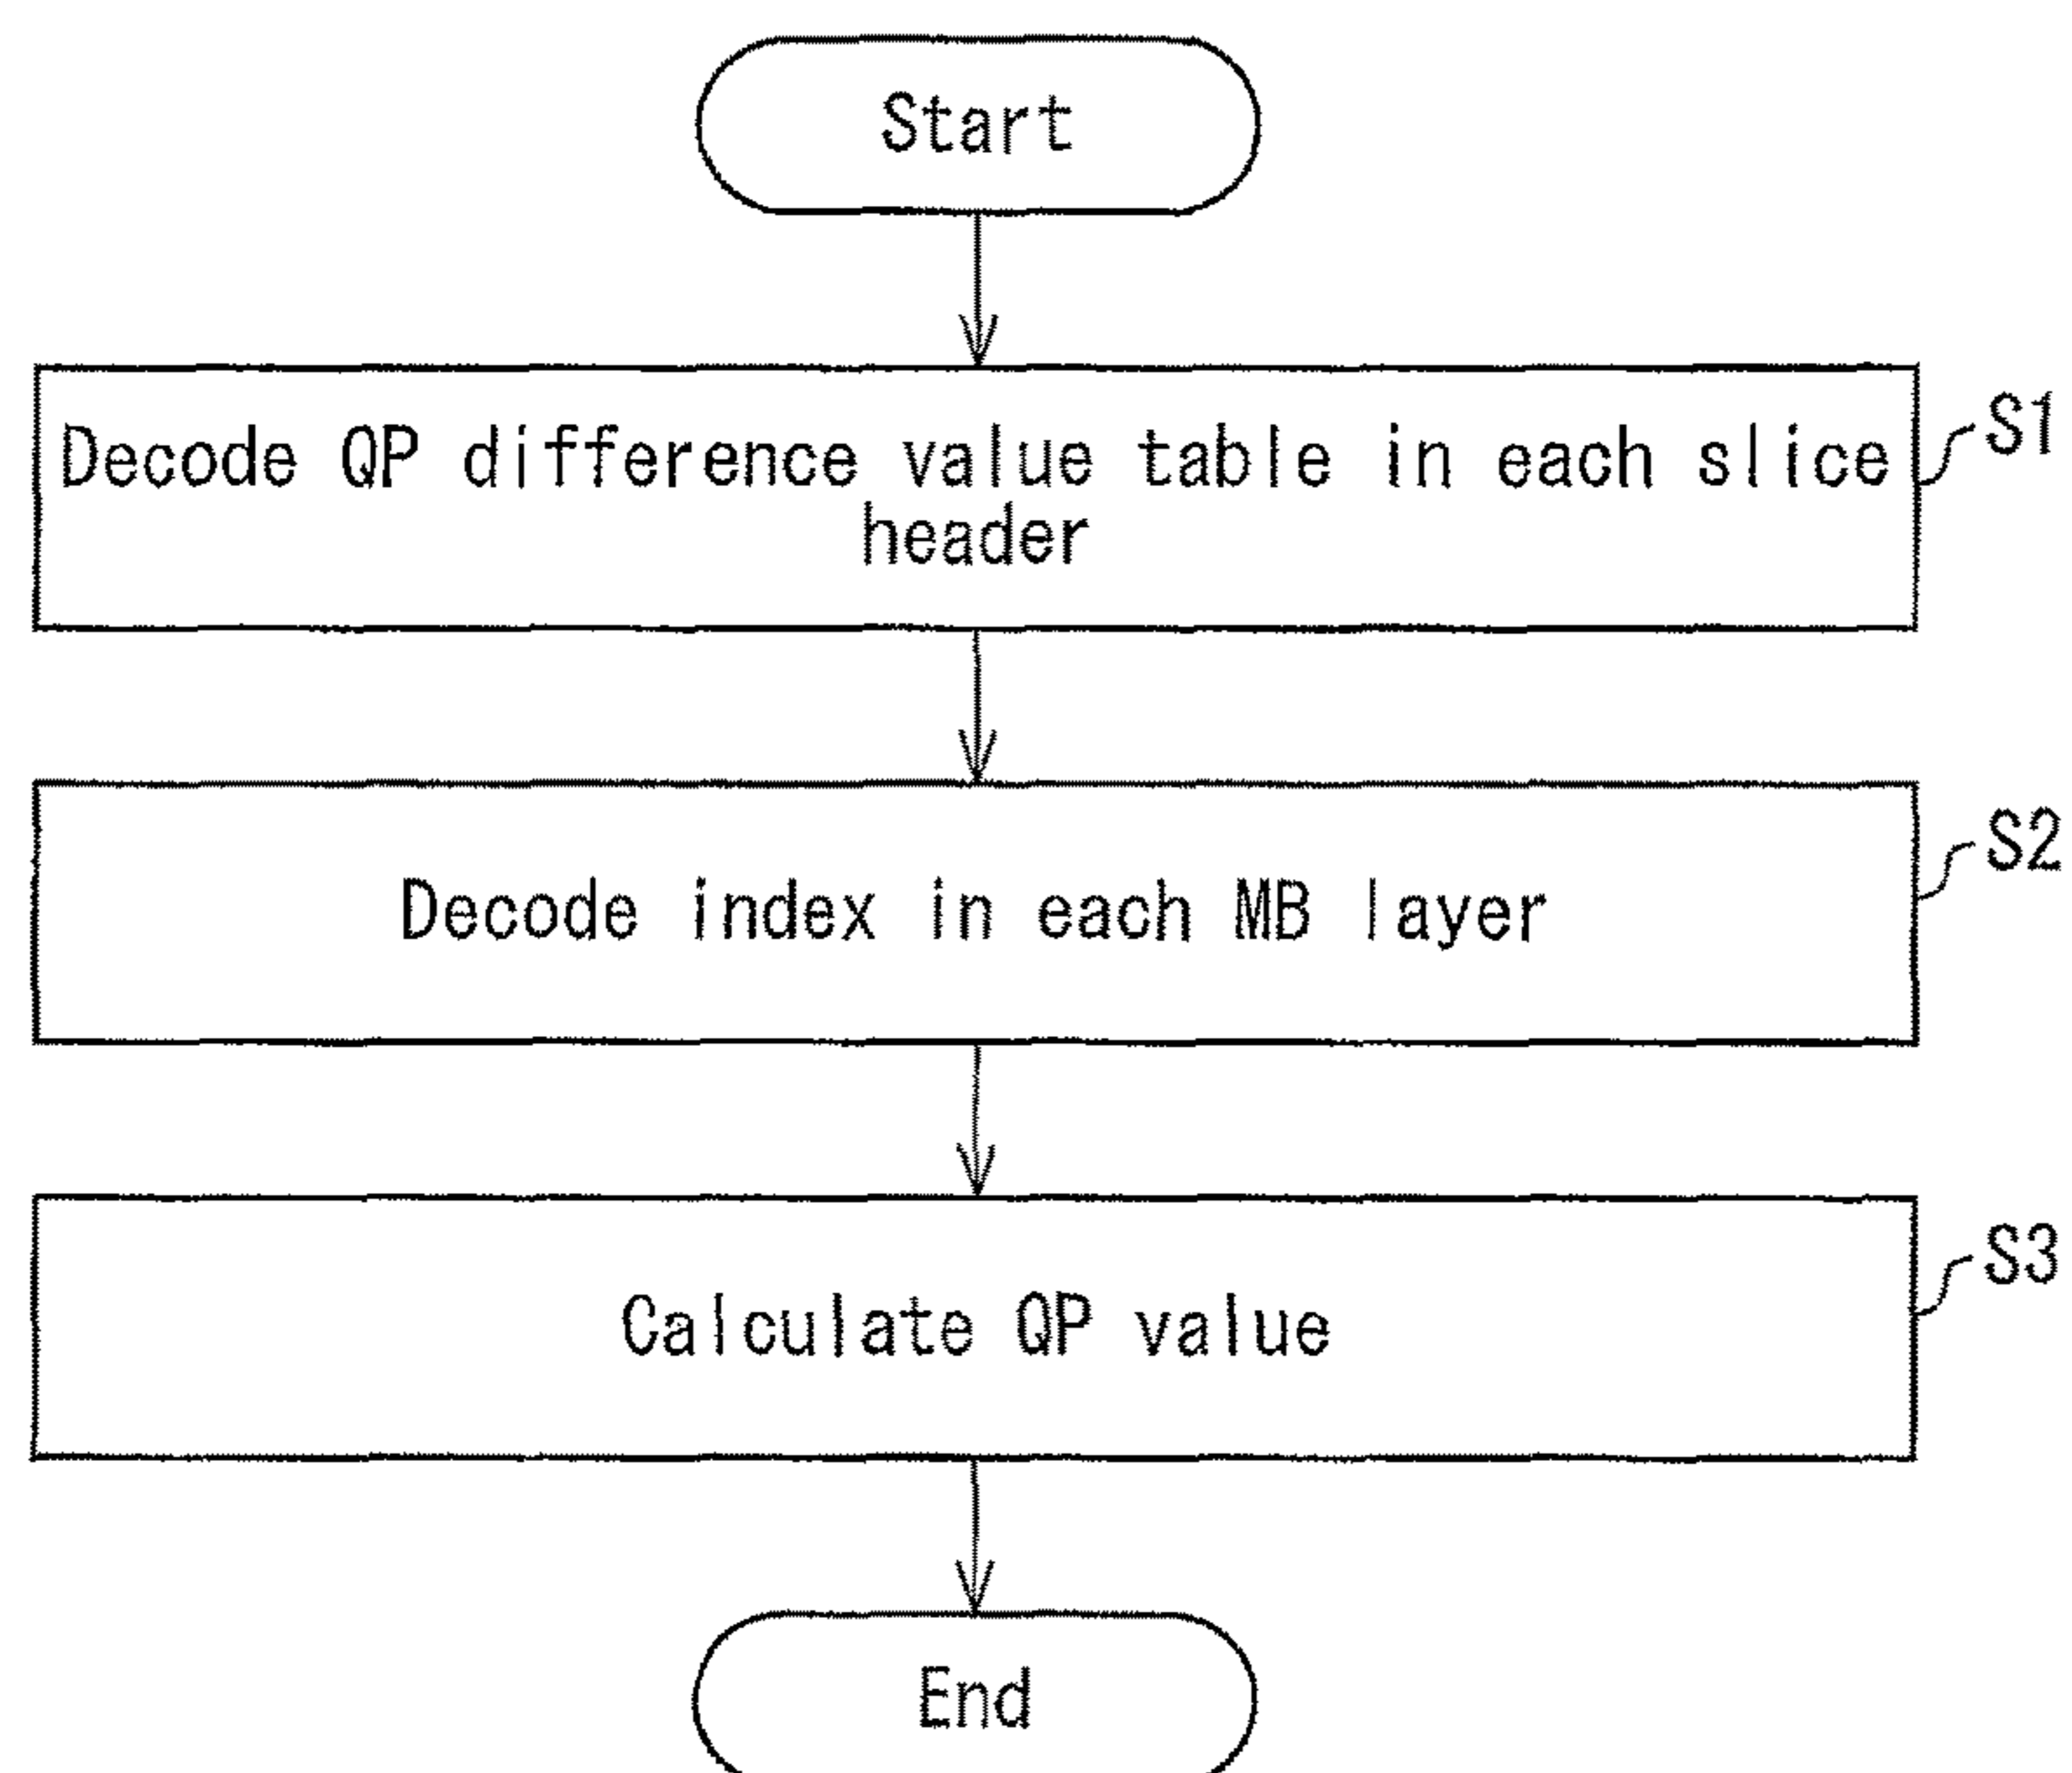 Start
Decode QP difference value table in each slice
header
S1
Decode index in each MB layer
S2
Calculate QP value
S3
End